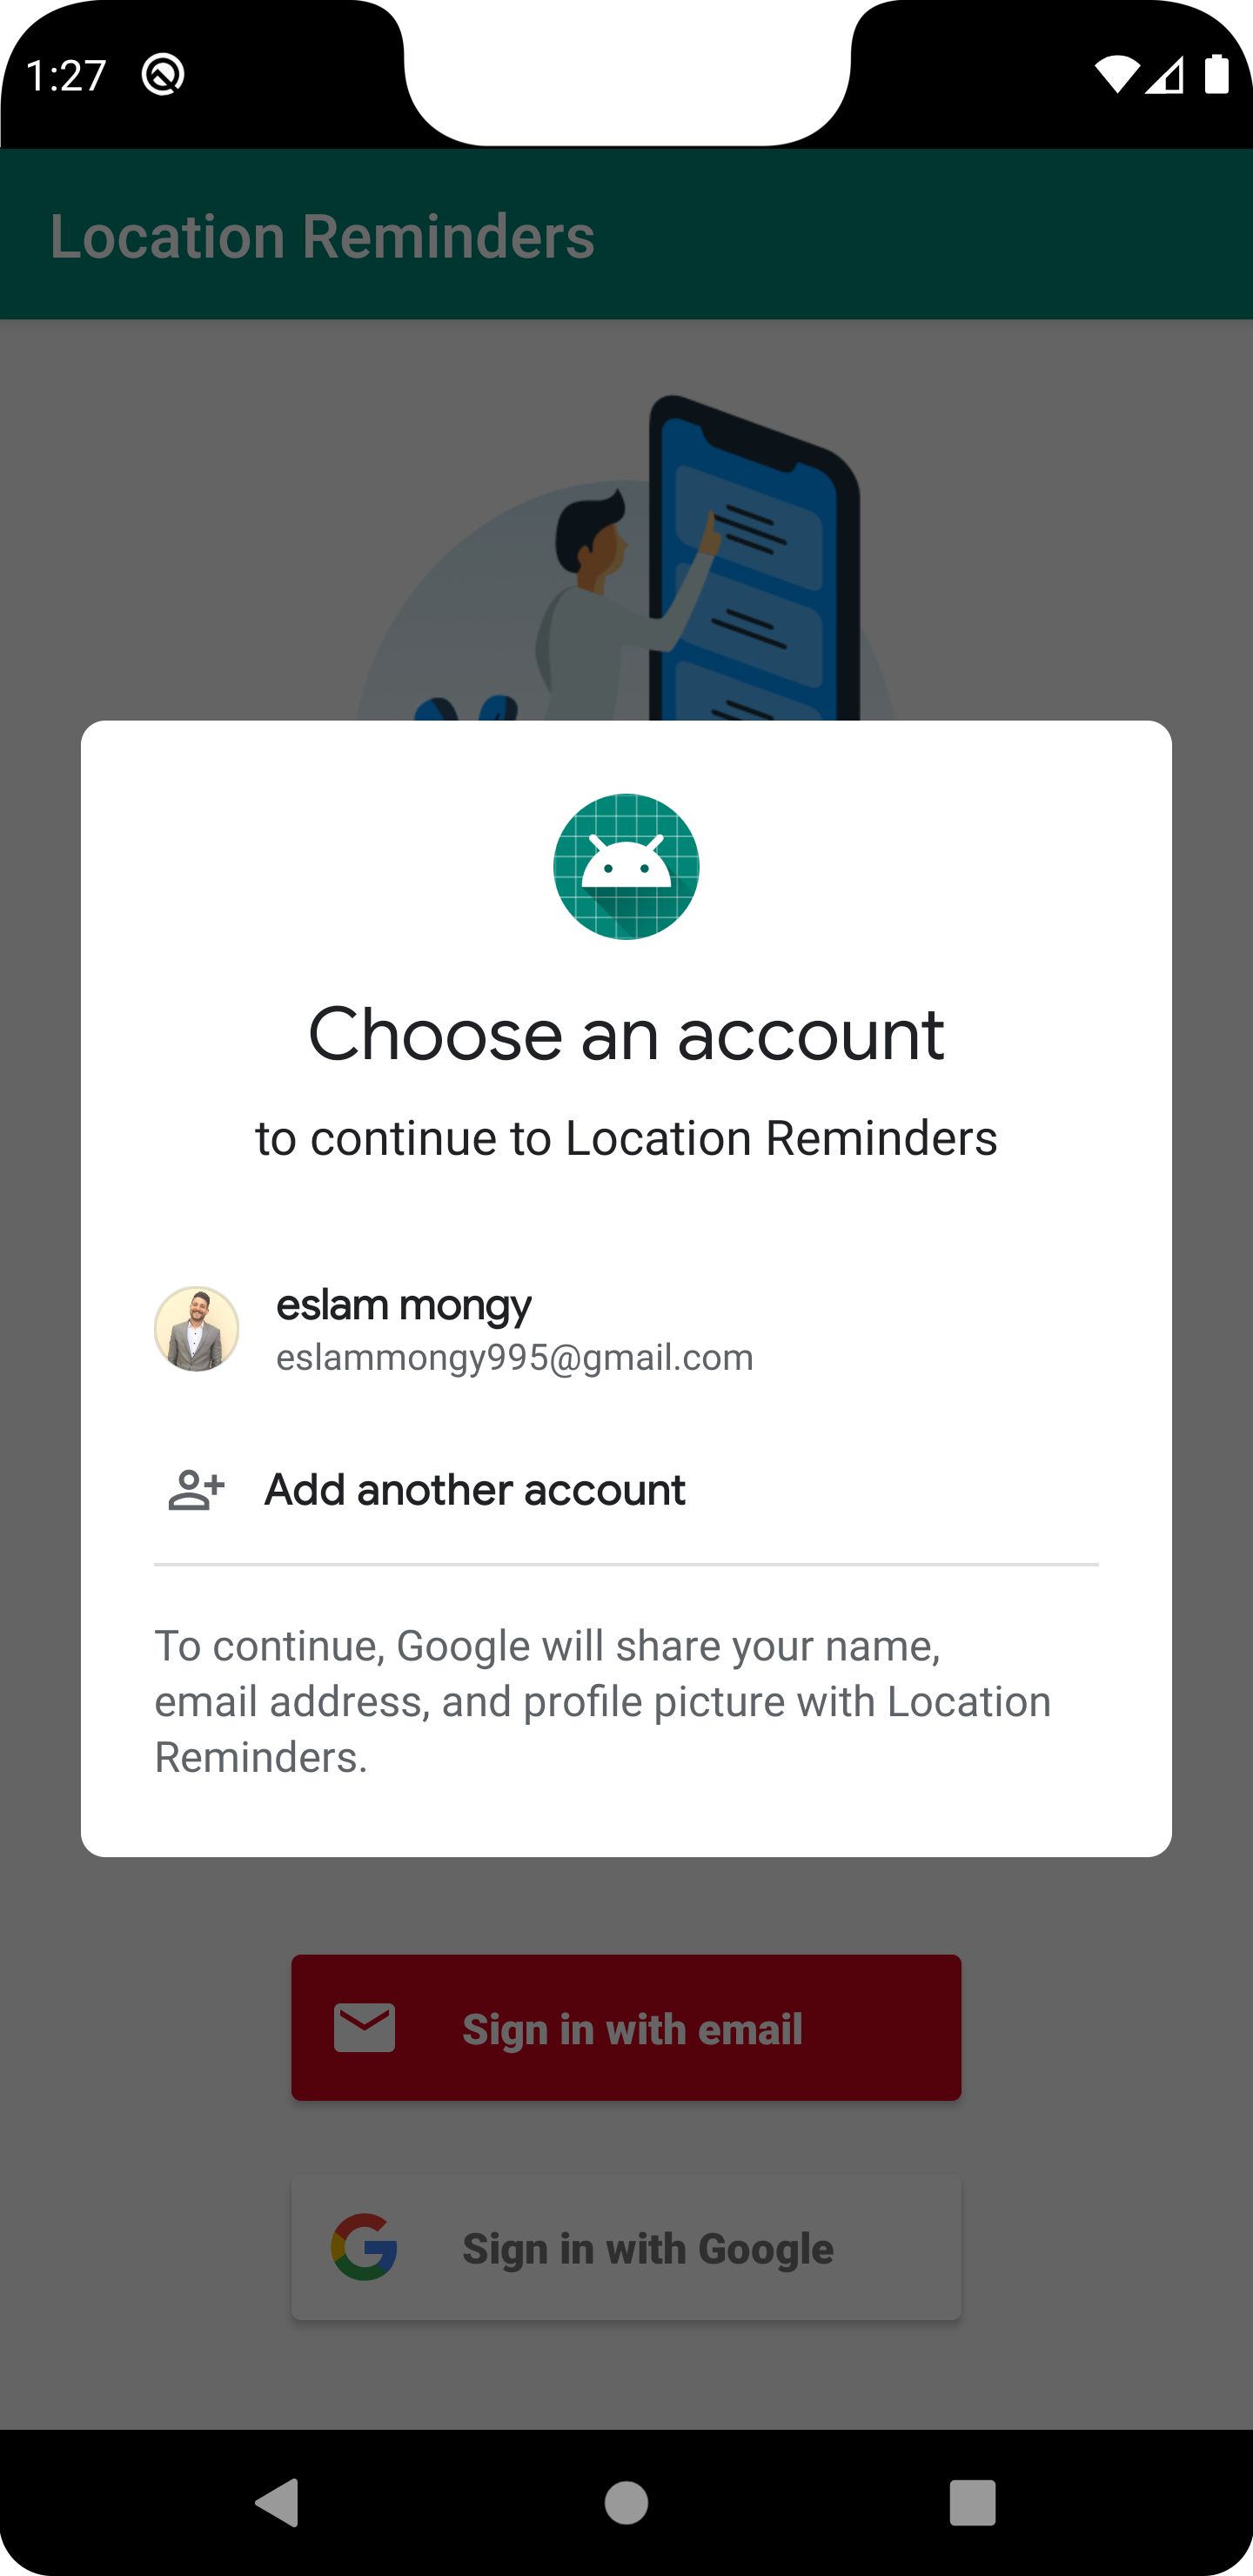 1:27
Location Reminders
Choose an account
to continue to Location Reminders
eslam mongy
eslammongy995@gmail.com
Add another account
To continue, Google will share your name,
email address, and profile picture with Location
Reminders.
Sign in with email
Sign in with Google